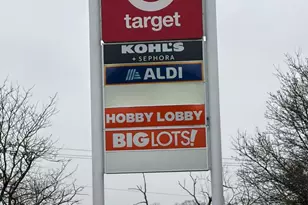 target
KOHL'S
+ SEPHORA
ALDI
HOBBY LOBBY
BIG LOTS!